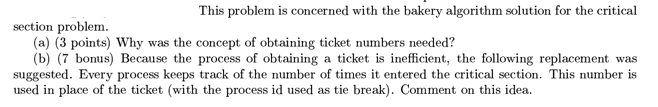 This problem is concerned with the bakery algorithm solution for the critical
section problem.
(a) (3 points) Why was the concept of obtaining ticket numbers needed?
(b) (7 bonus) Because the process of obtaining a ticket is inefficient, the following replacement was
suggested. Every process keeps track of the number of times it entered the critical section. This number is
used in place of the ticket (with the process id used as tie break). Comment on this idea.